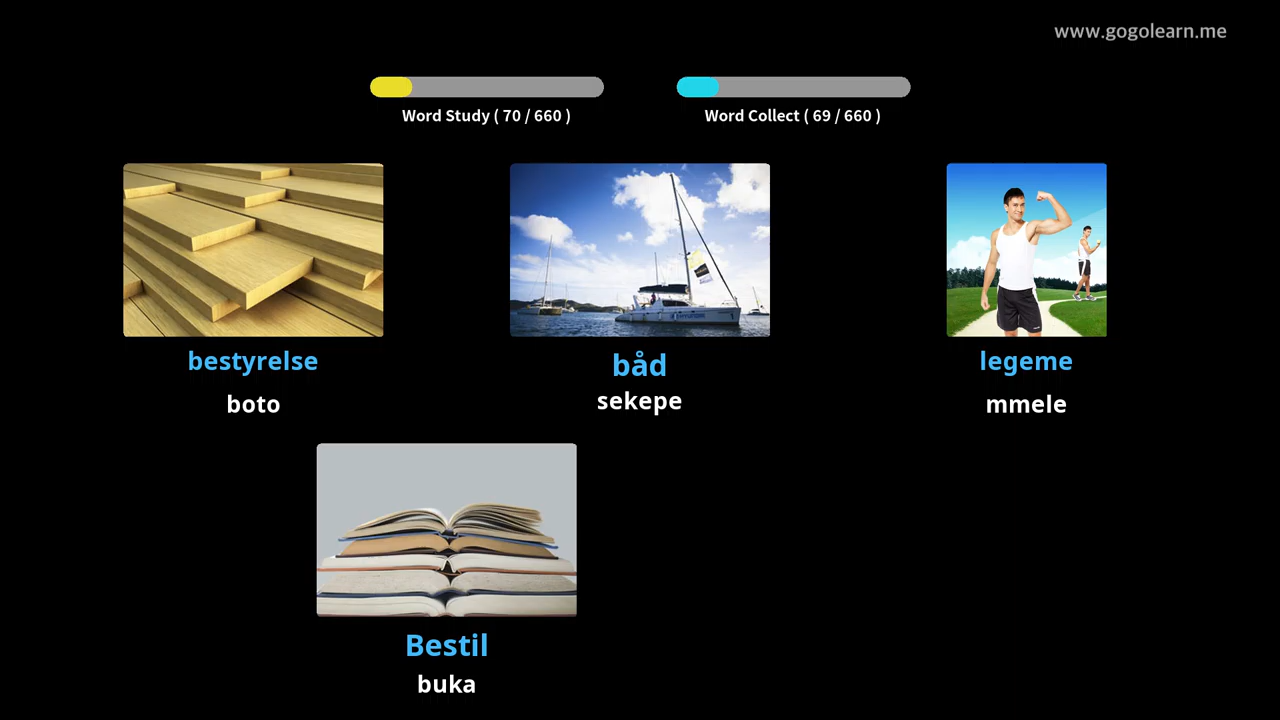 www.gogolearn.me
Word Study ( 70 / 660 )
Word Collect ( 69 / 660 )
bestyrelse
boto
båd
sekepe
legeme
mmele
Bestil
buka